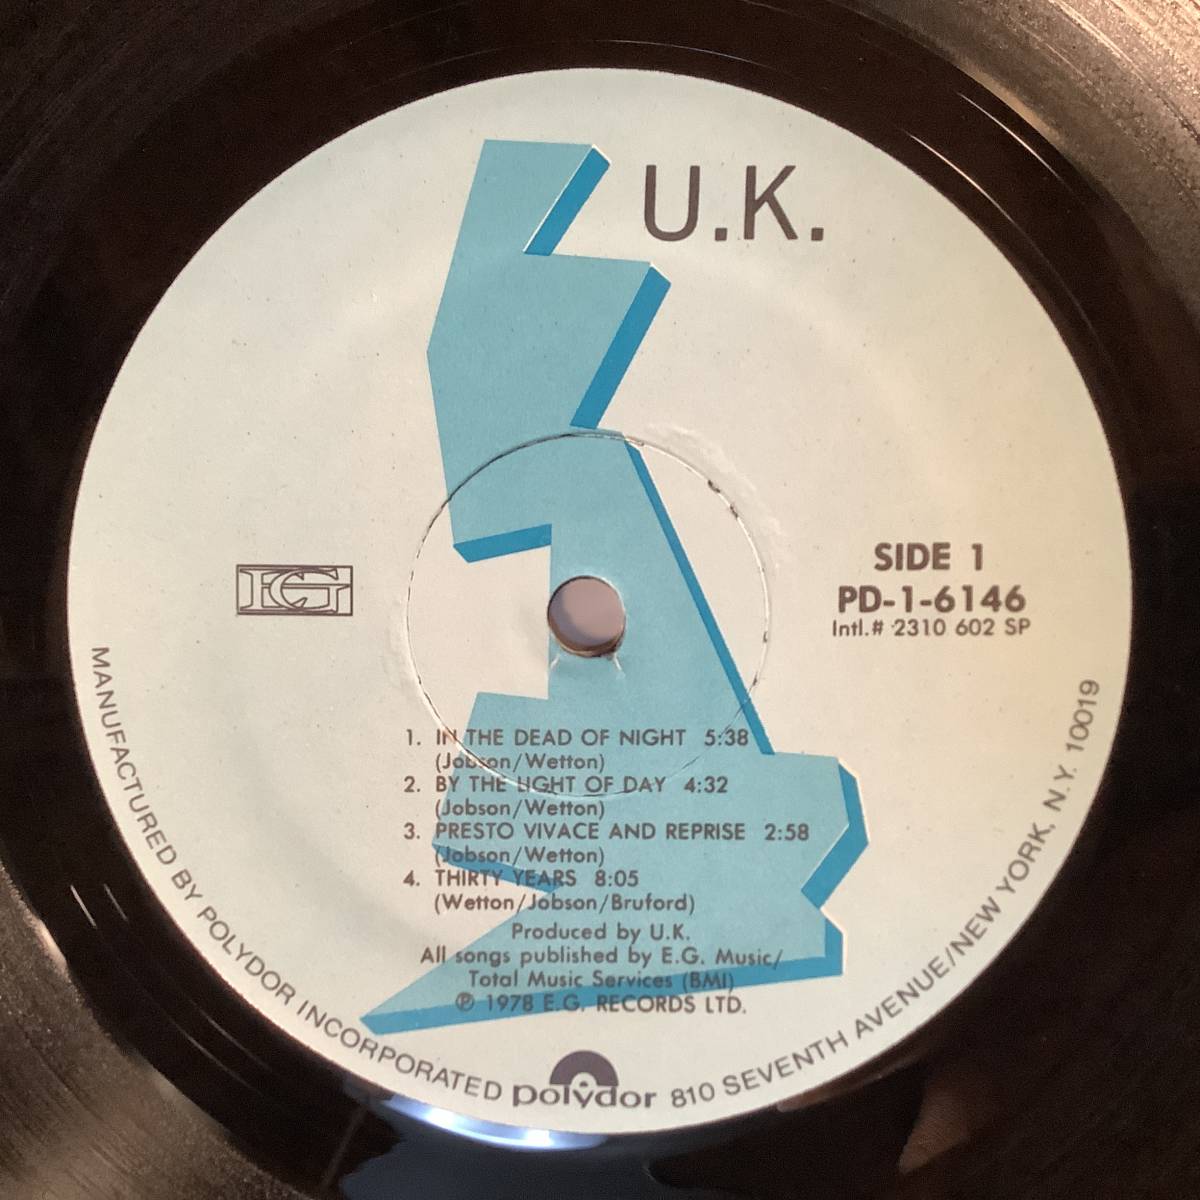 U.K.
EG
SIDE 1
PD-1-6146
Intl.# 2310 602 SP
1. IN THE DEAD OF NIGHT 5:38
(Jobson/Wetton)
2. BY THE LIGHT OF DAY 4:32
(Jobson/Wetton)
3. PRESTO VIVACE AND REPRISE 2:58
(Jobson/Wetton)
4. THIRTY YEARS 8:05
(Wetton/Jobson/Bruford)
Produced by U.K.
All songs published by E.G. Music/
Total Music Services (BMI)
℗ 1978 E.G. RECORDS LTD.
MANUFACTURED BY POLYDOR INCORPORATED polydor 810 SEVENTH AVENUE/NEW YORK, N.Y. 10019